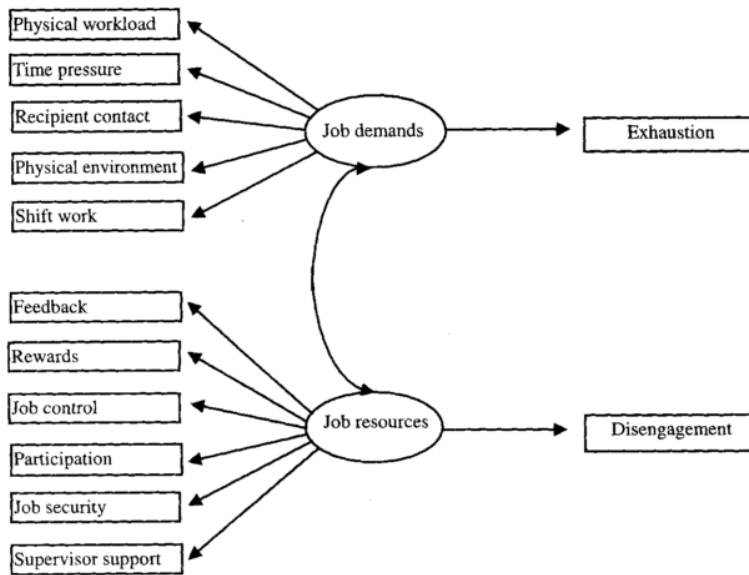 Physical workload
Time pressure
Recipient contact
Physical environment
Shift work
Job demands
Exhaustion
Feedback
Rewards
Job control
Participation
Job security
Supervisor support
Job resources
Disengagement